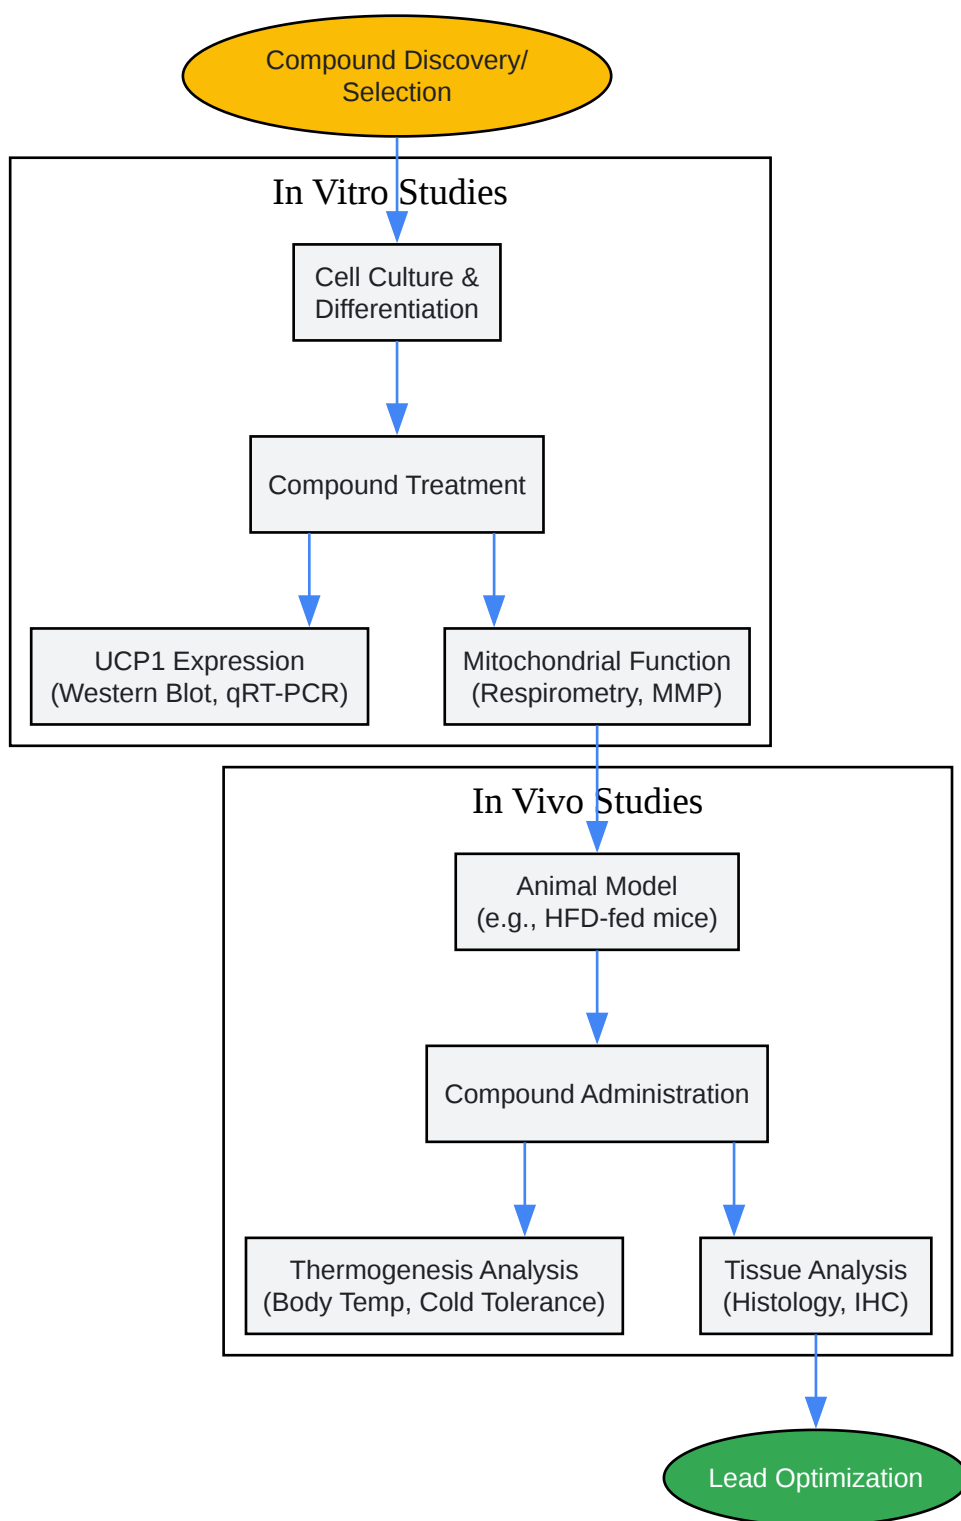 Compound Discovery/
Selection
In Vitro Studies
Cell Culture &
Differentiation
Compound Treatment
UCP1 Expression
(Western Blot, qRT-PCR)
Mitochondrial Function
(Respirometry, MMP)
In Vivo Studies
Animal Model
(e.g., HFD-fed mice)
Compound Administration
Thermogenesis Analysis
(Body Temp, Cold Tolerance)
Tissue Analysis
(Histology, IHC)
Lead Optimization